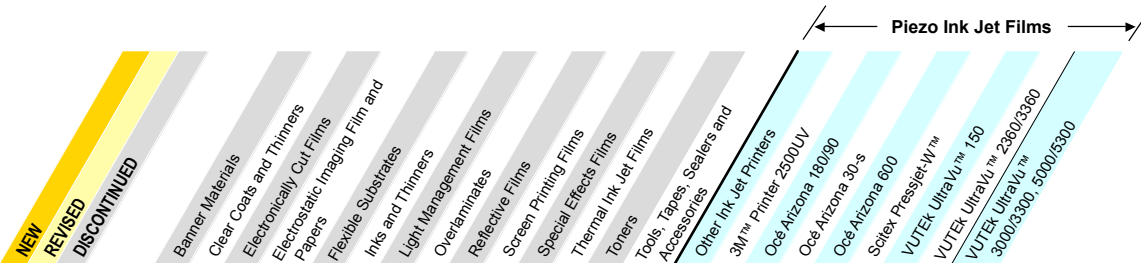 Piezo Ink Jet Films
NEW
REVISED
DISCONTINUED
Banner Materials
Clear Coats and Thinners
Electronically Cut Films
Electrostatic Imaging Film and
Papers
Flexible Substrates
Inks and Thinners
Light Management Films
Overlaminates
Reflective Films
Screen Printing Films
Special Effects Films
Thermal Ink Jet Films
Toners
Tools, Tapes, Sealers and
Accessories
Other Ink Jet Printers
3M™ Printer 2500UV
Océ Arizona 180/90
Océ Arizona 30-s
Océ Arizona 600
Scitex Pressjet-W™
VUTEk UltraVu™ 150
VUTEk UltraVu™ 2360/3360
VUTEk UltraVu™
3000/3300, 5000/5300